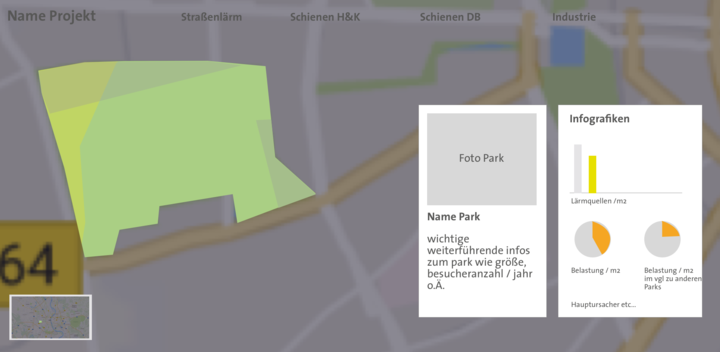 Name Projekt
Straßenlärm
Schienen H&K
Schienen DB
Industrie
64
Foto Park
Name Park
wichtige
weiterführende infos
zum park wie größe,
besucheranzahl / jahr
o.Ä.
Infografiken
Lärmquellen /m2
Belastung / m2
Belastung / m2
im vgl zu anderen
Parks
Hauptursacher etc...